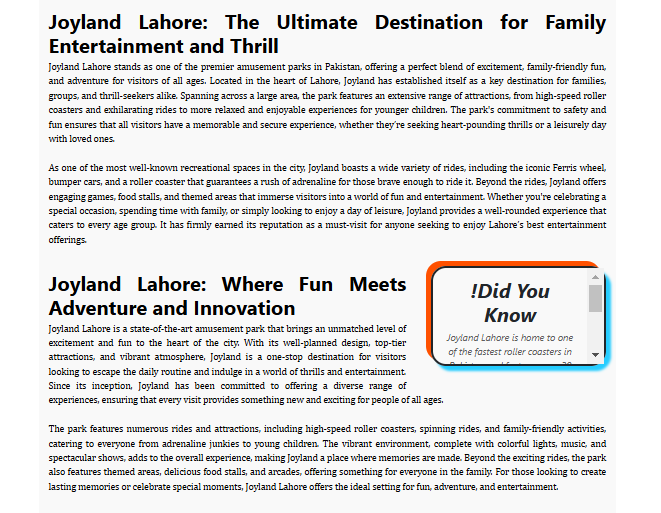 Joyland Lahore: The Ultimate Destination for Family
Entertainment and Thrill
Joyland Lahore stands as one of the premier amusement parks in Pakistan, offering a perfect blend of excitement, family-friendly fun,
and adventure for visitors of all ages. Located in the heart of Lahore, Joyland has established itself as a key destination for families,
groups, and thrill-seekers alike. Spanning across a large area, the park features an extensive range of attractions, from high-speed roller
coasters and exhilarating rides to more relaxed and enjoyable experiences for younger children. The park's commitment to safety and
fun ensures that all visitors have a memorable and secure experience, whether they're seeking heart-pounding thrills or a leisurely day
with loved ones.
As one of the most well-known recreational spaces in the city, Joyland boasts a wide variety of rides, including the iconic Ferris wheel,
bumper cars, and a roller coaster that guarantees a rush of adrenaline for those brave enough to ride it. Beyond the rides, Joyland offers
engaging games, food stalls, and themed areas that immerse visitors into a world of fun and entertainment. Whether you're celebrating a
special occasion, spending time with family, or simply looking to enjoy a day of leisure, Joyland provides a well-rounded experience that
caters to every age group. It has firmly earned its reputation as a must-visit for anyone seeking to enjoy Lahore's best entertainment
offerings.
Joyland Lahore: Where Fun Meets
Adventure and Innovation
Joyland Lahore is a state-of-the-art amusement park that brings an unmatched level of
excitement and fun to the heart of the city. With its well-planned design, top-tier
attractions, and vibrant atmosphere, Joyland is a one-stop destination for visitors
looking to escape the daily routine and indulge in a world of thrills and entertainment.
Since its inception, Joyland has been committed to offering a diverse range of
experiences, ensuring that every visit provides something new and exciting for people of all ages.
!Did You
Know
Joyland Lahore is home to one
of the fastest roller coasters in
The park features numerous rides and attractions, including high-speed roller coasters, spinning rides, and family-friendly activities,
catering to everyone from adrenaline junkies to young children. The vibrant environment, complete with colorful lights, music, and
spectacular shows, adds to the overall experience, making Joyland a place where memories are made. Beyond the exciting rides, the park
also features themed areas, delicious food stalls, and arcades, offering something for everyone in the family. For those looking to create
lasting memories or celebrate special moments, Joyland Lahore offers the ideal setting for fun, adventure, and entertainment.